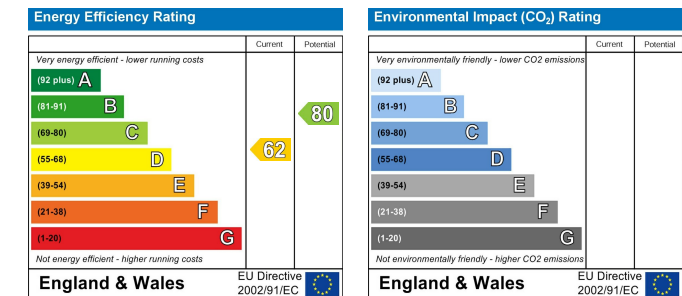 Energy Efficiency Rating
Current Potential
Very energy efficient - lower running costs
(92 plus) A
(81-91) B
(69-80) C
(55-68) D
(39-54) E
(21-38) F
(1-20) G
62
80
Not energy efficient - higher running costs
England & Wales
EU Directive
2002/91/EC
Environmental Impact (CO₂) Rating
Current Potential
Very environmentally friendly - lower CO2 emissions
(92 plus) A
(81-91) B
(69-80) C
(55-68) D
(39-54) E
(21-38) F
(1-20) G
Not environmentally friendly - higher CO2 emissions
England & Wales
EU Directive
2002/91/EC